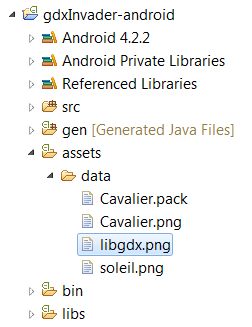 gdxInvader-android
Android 4.2.2
Android Private Libraries
Referenced Libraries
src
gen [Generated Java Files]
assets
data
Cavalier.pack
Cavalier.png
libgdx.png
soleil.png
bin
libs